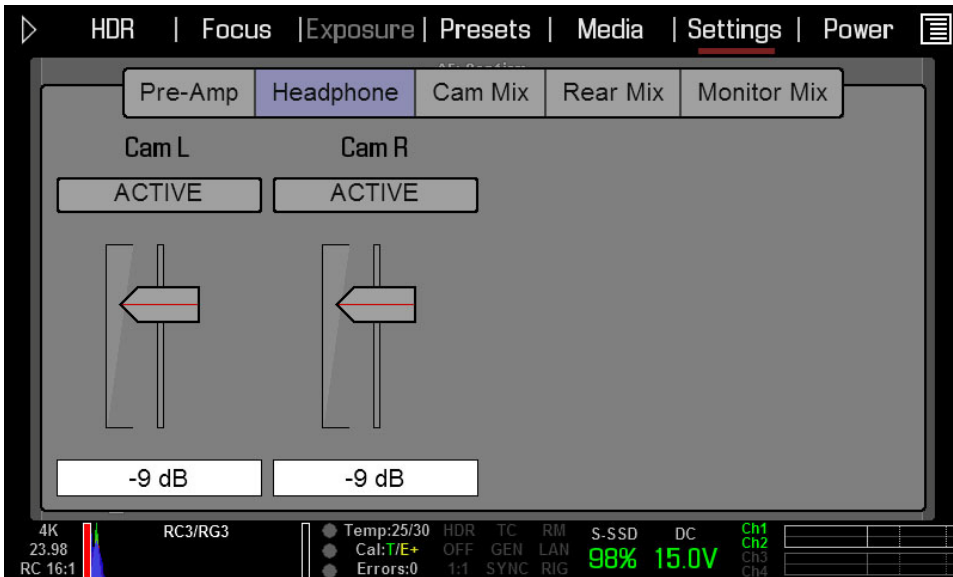 HDR | Focus | Exposure | Presets | Media | Settings | Power
AF: Confirm
Pre-Amp Headphone Cam Mix Rear Mix Monitor Mix
Cam L Cam R
ACTIVE ACTIVE
-9 dB -9 dB
4K RC3/RG3 Temp:25/30 HDR TC RM S-SSD DC Ch1
23.98 Cal:T/E+ OFF GEN LAN 98% 15.0V Ch2
Ch3
RC 16:1 Errors:0 1:1 SYNC RIG Ch4